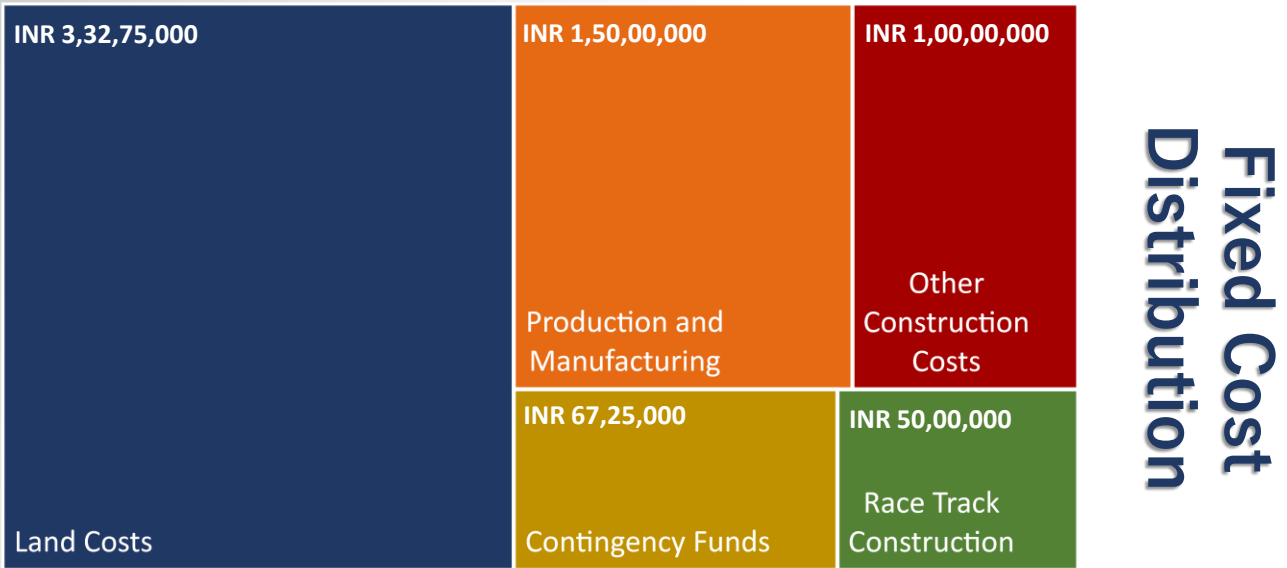 INR 3,32,75,000
Land Costs
INR 1,50,00,000
Production and
Manufacturing
INR 1,00,00,000
Other
Construction
Costs
INR 67,25,000
Contingency Funds
INR 50,00,000
Race Track
Construction
Fixed Cost
Distribution